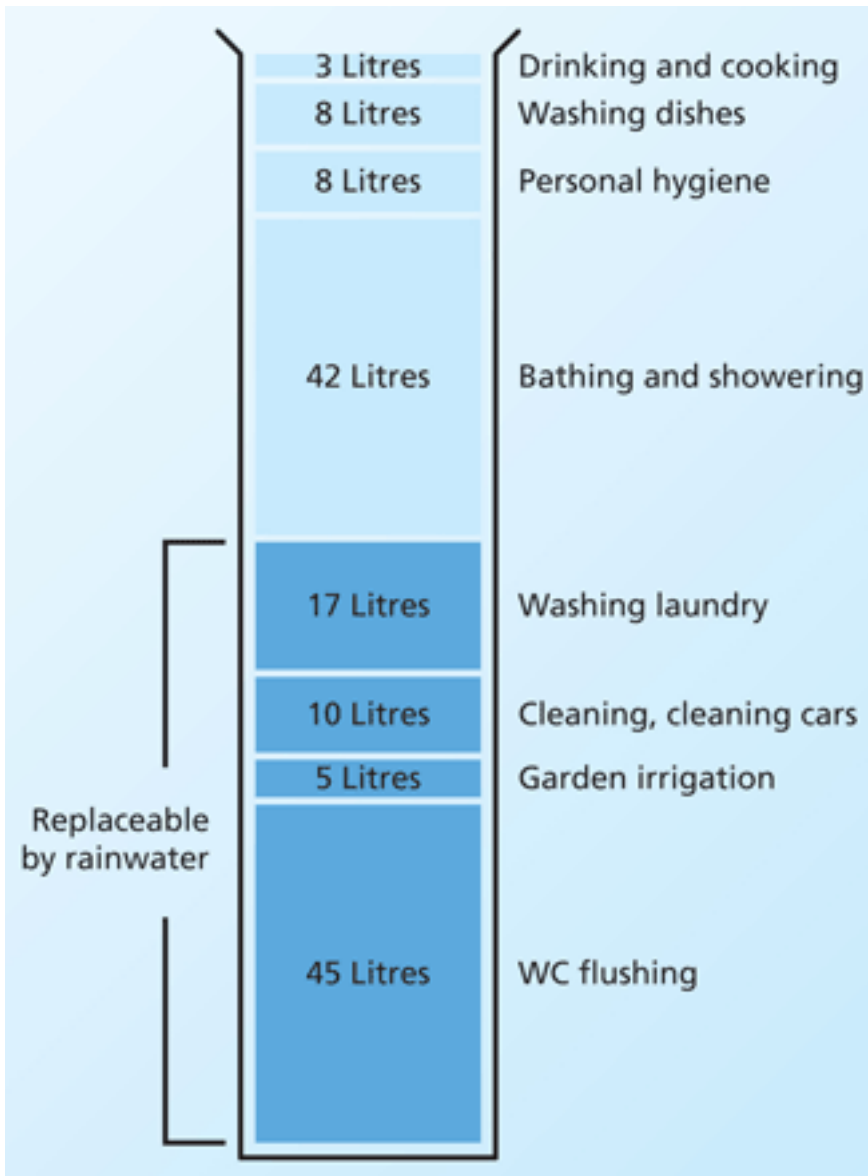 3 Litres Drinking and cooking
8 Litres Washing dishes
8 Litres Personal hygiene
42 Litres Bathing and showering
17 Litres Washing laundry
10 Litres Cleaning, cleaning cars
5 Litres Garden irrigation
Replaceable
by rainwater
45 Litres WC flushing